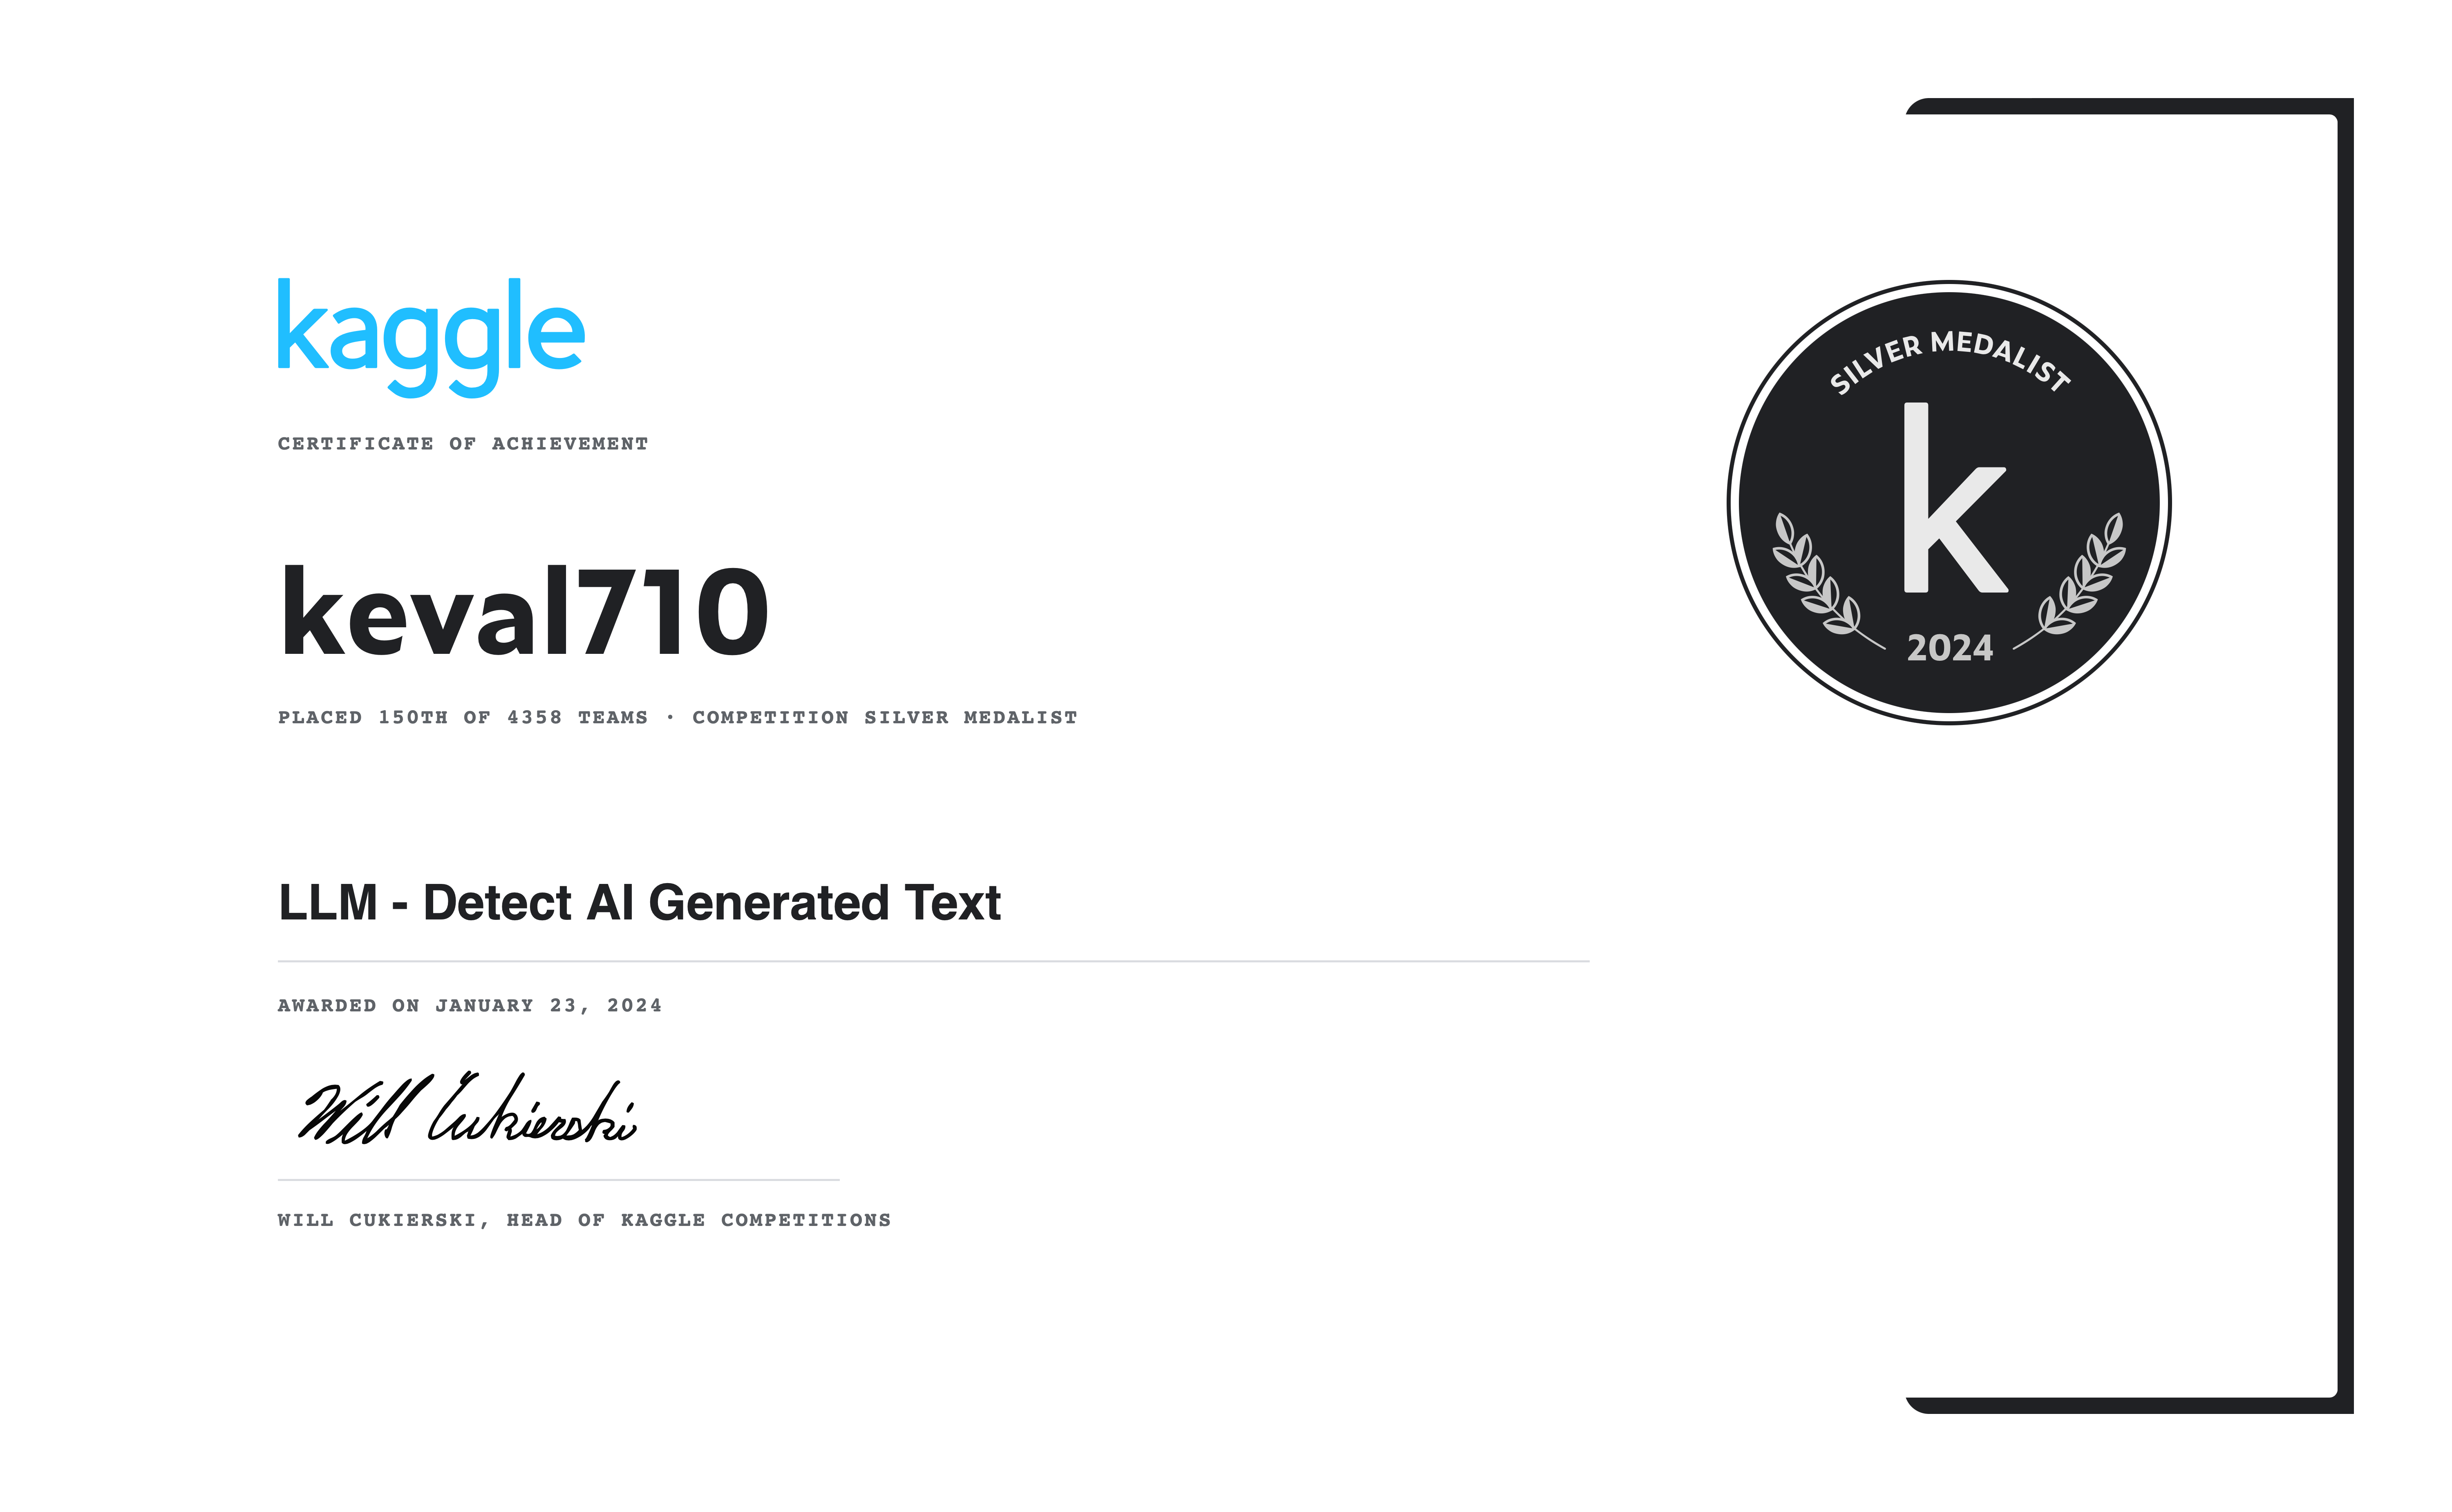 kaggle
CERTIFICATE OF ACHIEVEMENT
keval710
PLACED 150TH OF 4358 TEAMS · COMPETITION SILVER MEDALIST
SILVER MEDALIST
k
2024
LLM - Detect AI Generated Text
AWARDED ON JANUARY 23, 2024
Will Cukierski
WILL CUKIERSKI, HEAD OF KAGGLE COMPETITIONS